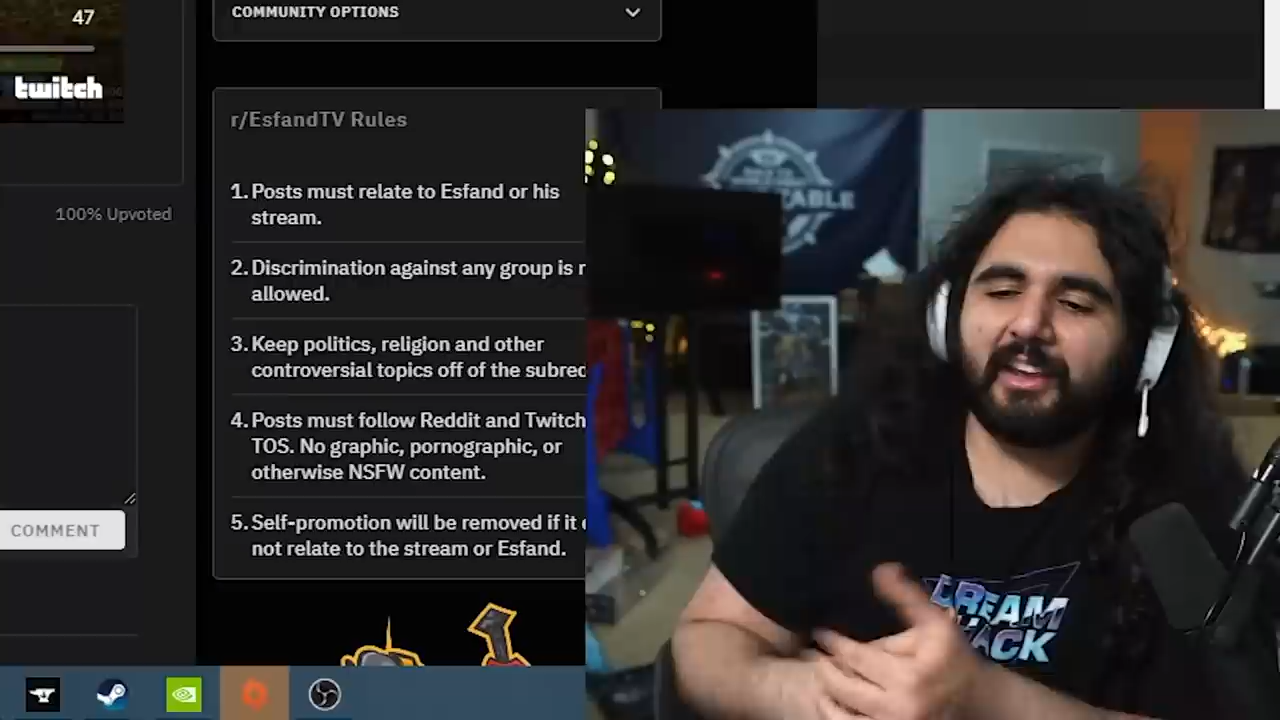 47
COMMUNITY OPTIONS
twitch
r/EsfandTV Rules
1. Posts must relate to Esfand or his
stream.
100% Upvoted
2. Discrimination against any group is
allowed.
3. Keep politics, religion and other
controversial topics off of the
4. Posts must follow Reddit and Twitch
TOS. No graphic, pornographic, or
otherwise NSFW content.
5. Self-promotion will be removed if it
not relate to the stream or Esfand.
COMMENT
DREAM
HACK